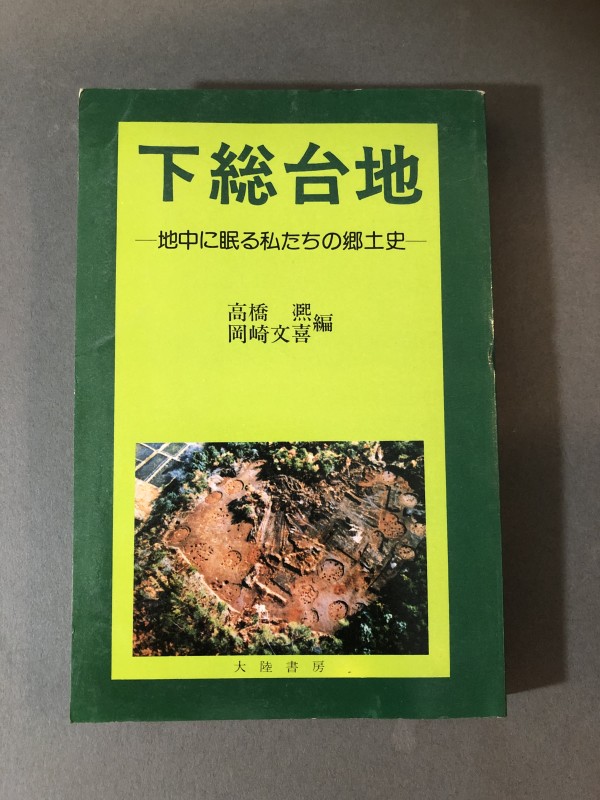 下総台地
—地中に眠る私たちの郷土史—
高橋 凞
岡崎文喜 編
大陸書房